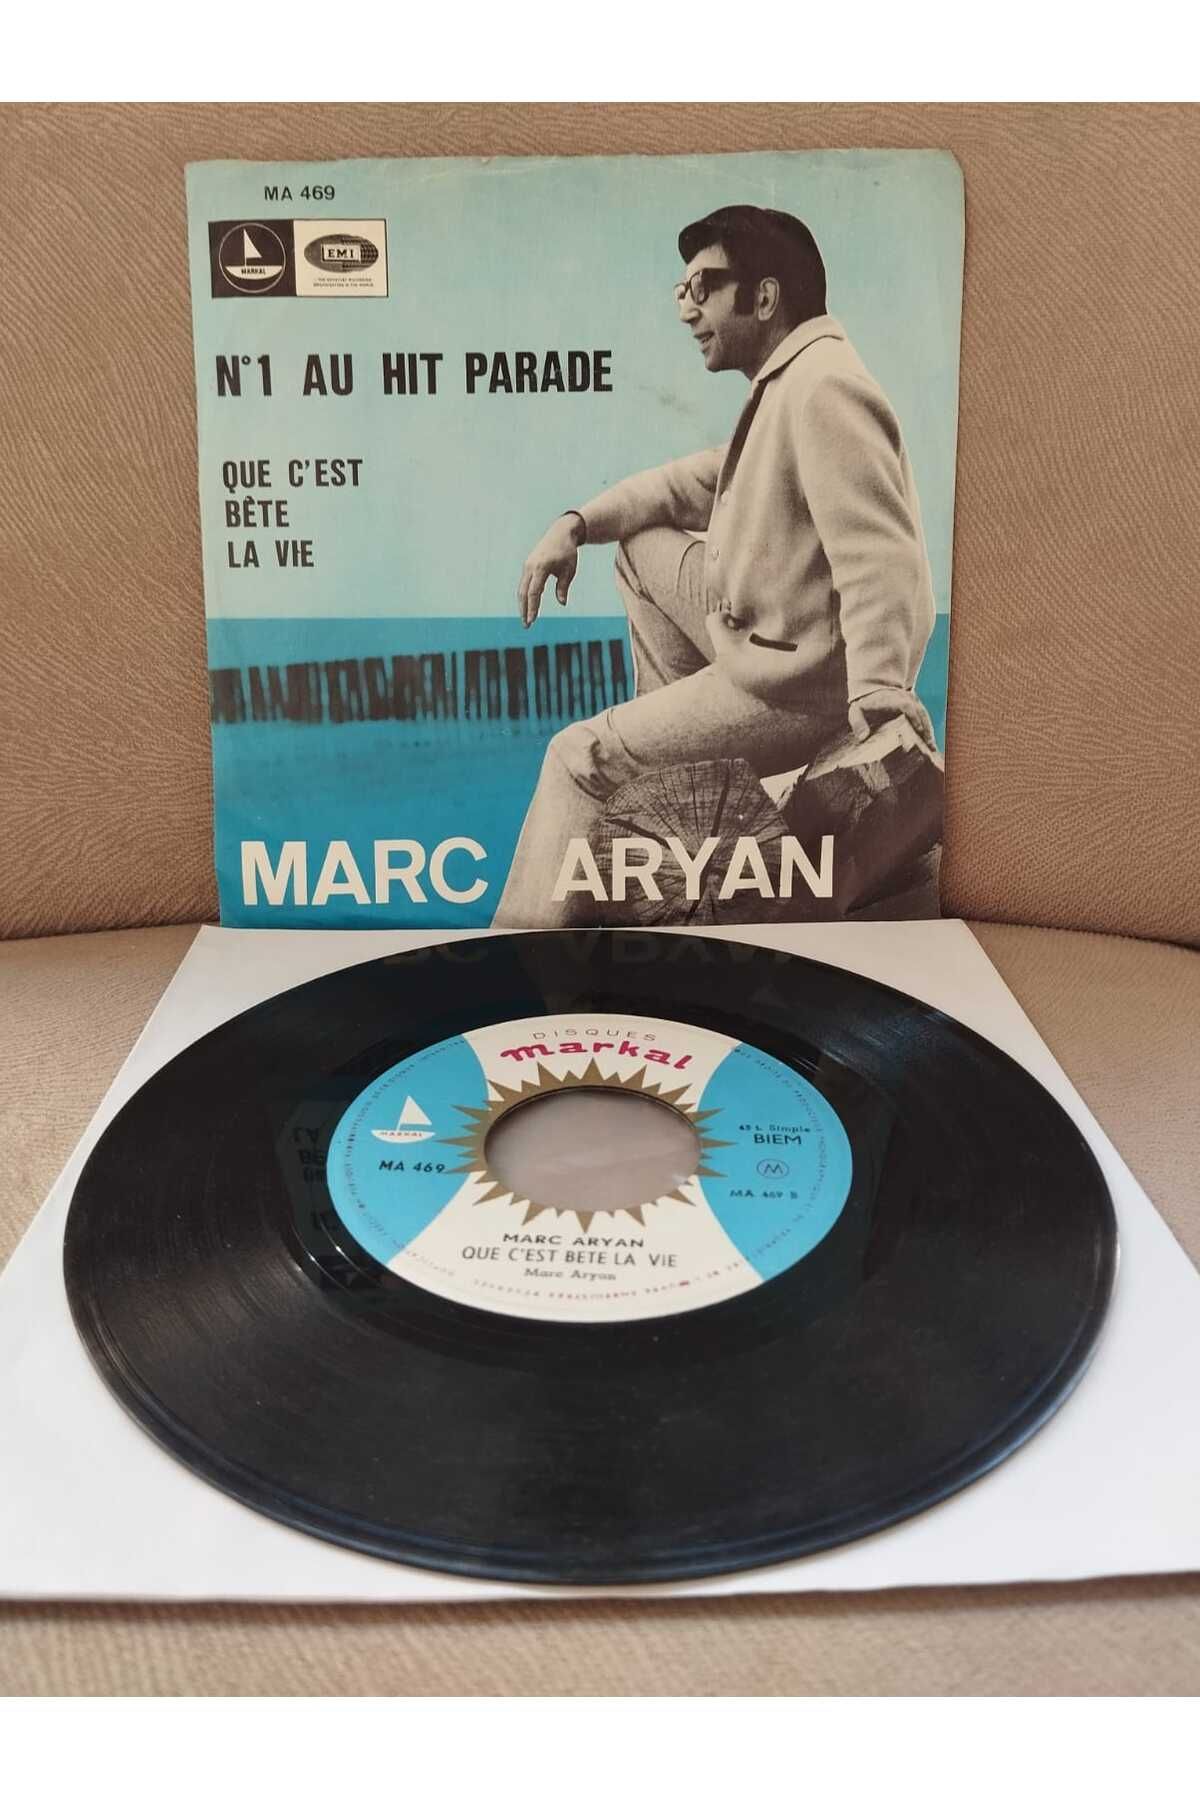 MA 469
MARKAL
EMI
N°1 AU HIT PARADE
QUE C'EST
BÊTE
LA VIE
MARC ARYAN
DISQUES
markal
MARKAL
MA 469
45 t. Simple
BIEM
M
MA. 469 B
MARC ARYAN
QUE C'EST BETE LA VIE
Marc Aryan